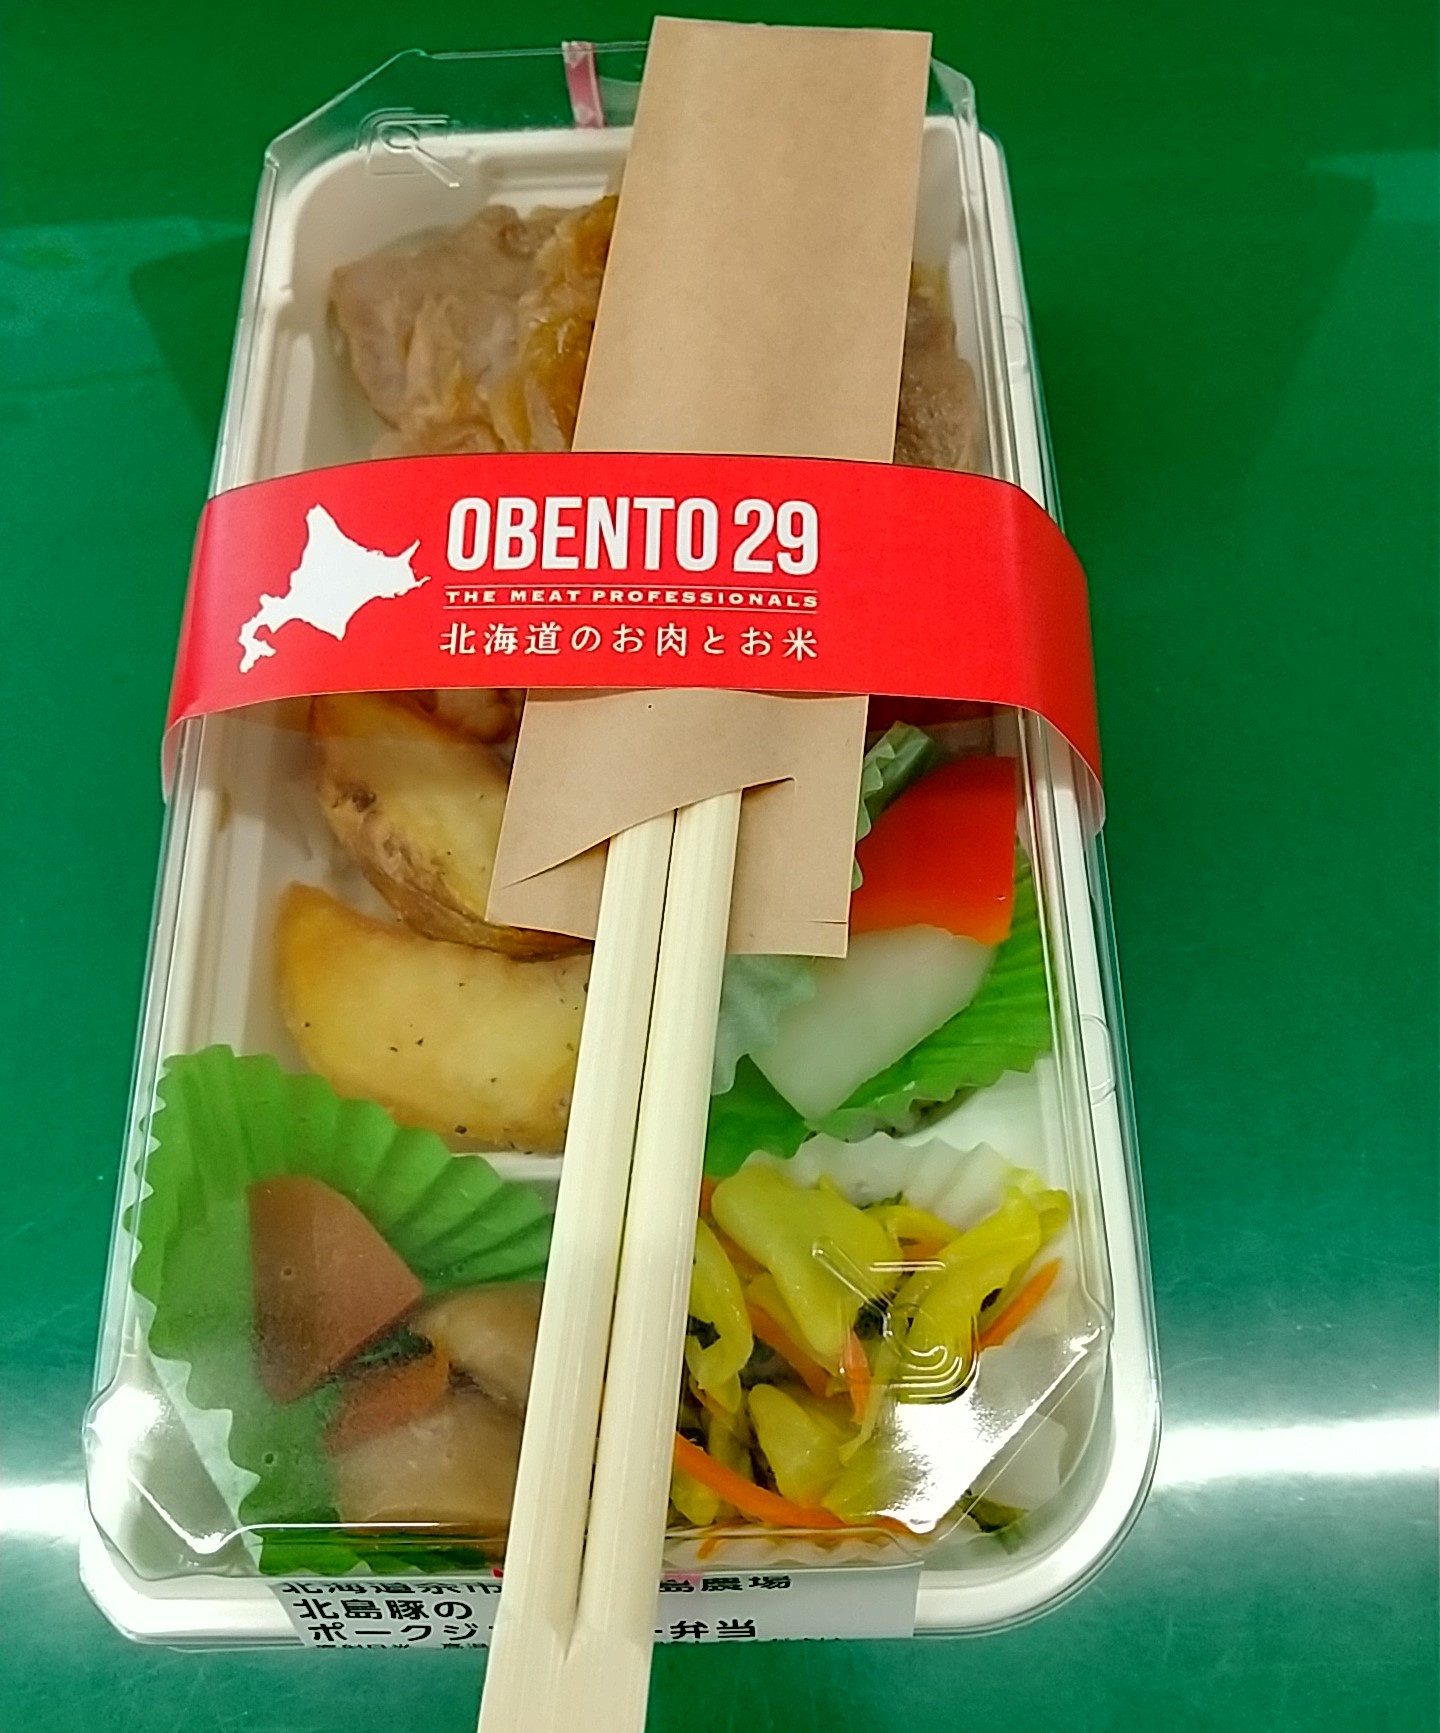 OBENTO 29
THE MEAT PROFESSIONALS
北海道のお肉とお米
北海道余市 島農場
北島豚の
ポークジ ー弁当